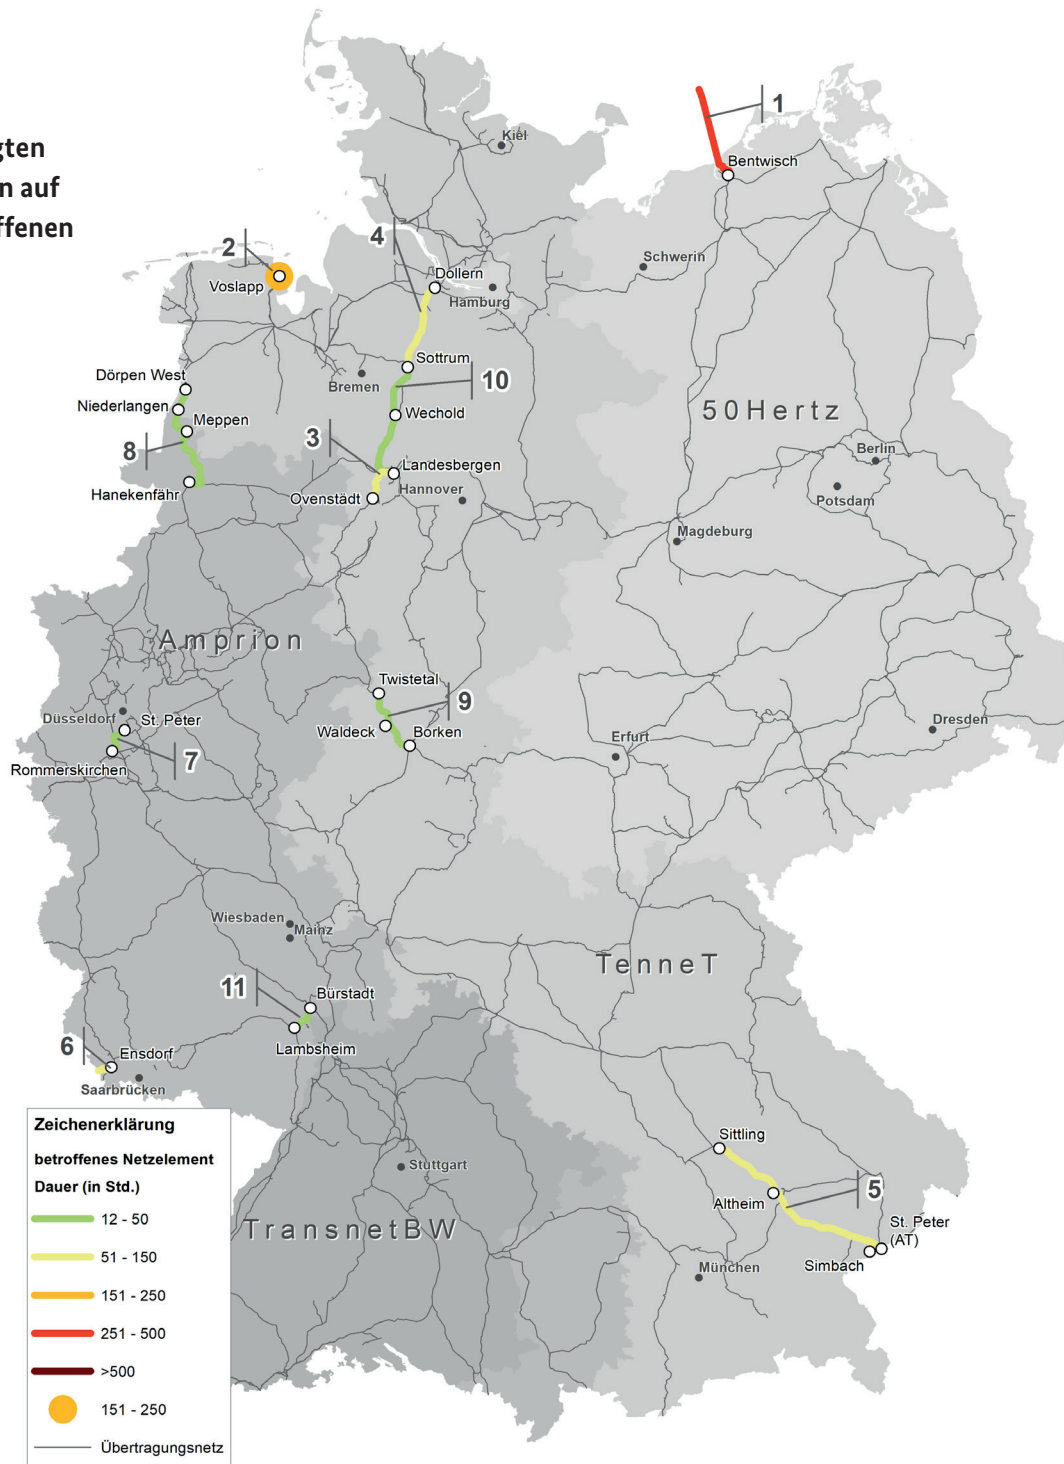 gten
n auf
ffenen
1
Kiel
Bentwisch
4
2
Schwerin
Voslapp
Dollern
Hamburg
Sottrum
Dörpen West
Bremen
10
Niederlangen
Wechold
50Hertz
Meppen
3
8
Berlin
Landesbergen
Hanekenfähr
Hannover
Ovenstädt
Potsdam
Magdeburg
Amprion
Twistetal
9
Düsseldorf
St. Peter
Waldeck
Borken
Dresden
Erfurt
7
Rommerskirchen
Wiesbaden
Mainz
TenneT
11
Bürstadt
6
Lambsheim
Ensdorf
Saarbrücken
Sittling
Stuttgart
5
Altheim
TransnetBW
St. Peter
(AT)
Simbach
München
Zeichenerklärung
betroffenes Netzelement
Dauer (in Std.)
12 - 50
51 - 150
151 - 250
251 - 500
>500
151 - 250
Übertragungsnetz